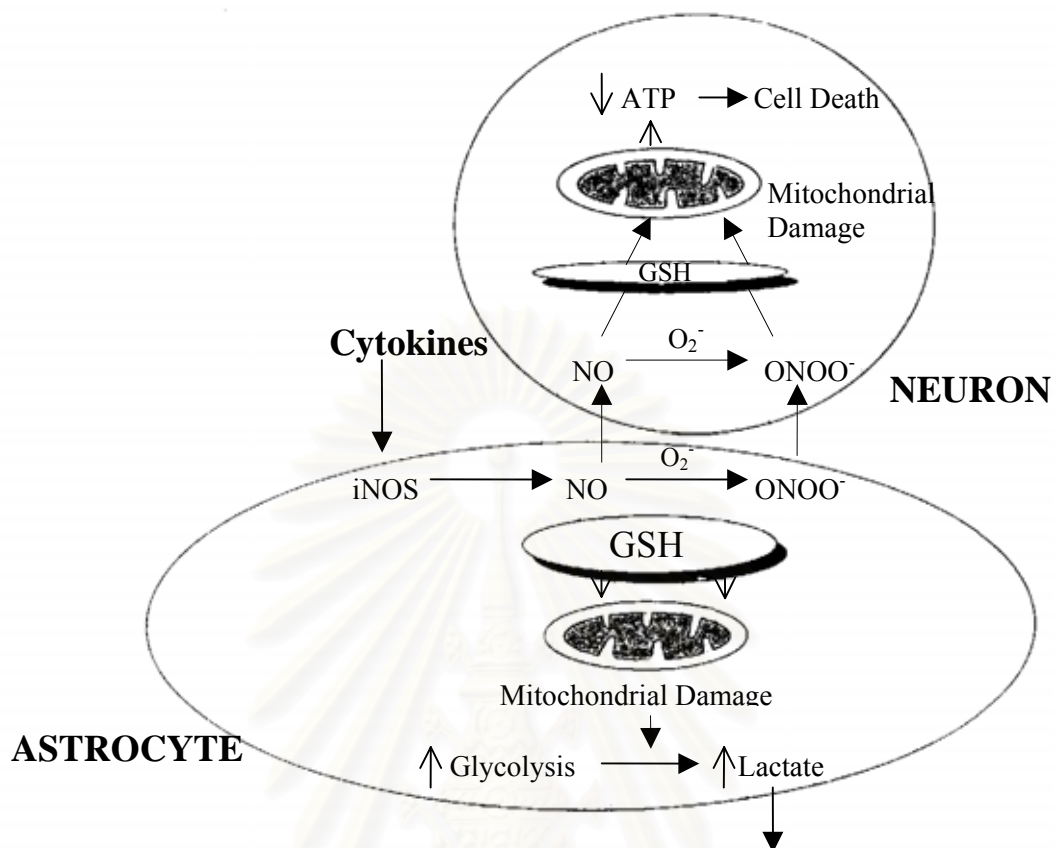 ATP
Cell Death
Mitochondrial
Damage
GSH
Cytokines
O₂⁻
NO
ONOO⁻
NEURON
O₂⁻
iNOS
NO
ONOO⁻
GSH
Mitochondrial Damage
ASTROCYTE
Glycolysis
Lactate